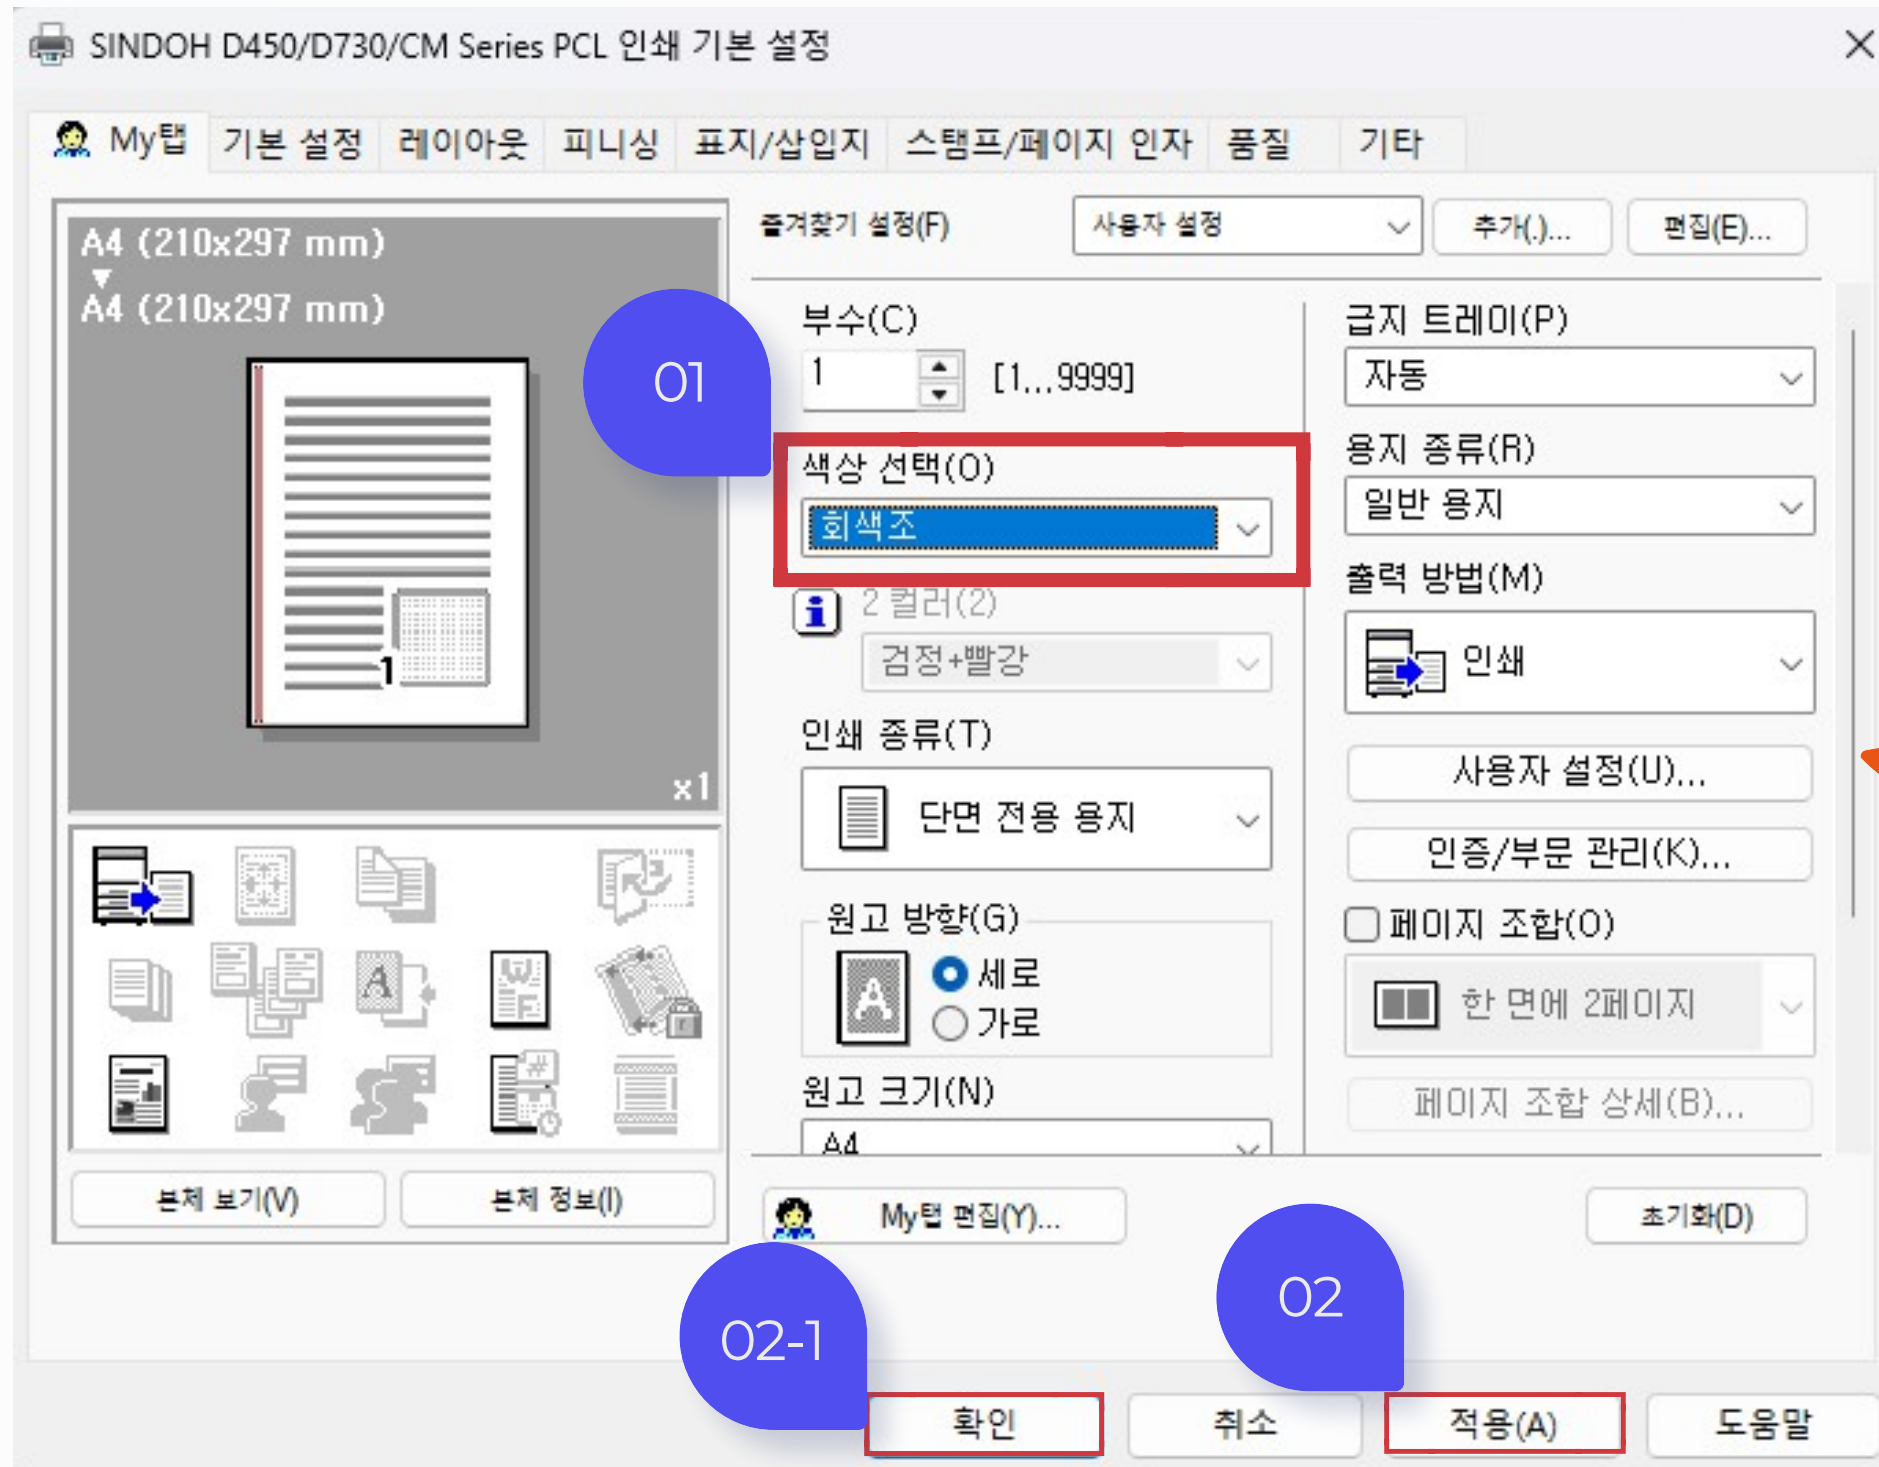 SINDOH D450/D730/CM Series PCL 인쇄 기본 설정
My탭 기본 설정 레이아웃 피니싱 표지/삽입지 스탬프/페이지 인자 품질 기타
A4 (210x297 mm)
A4 (210x297 mm)
1
x1
본체 보기(V) 본체 정보(I)
즐겨찾기 설정(F) 사용자 설정 추가(.)... 편집(E)...
01
부수(C)
1 [1...9999]
색상 선택(O)
회색조
2 컬러(2)
검정+빨강
인쇄 종류(T)
단면 전용 용지
원고 방향(G)
A
세로
가로
원고 크기(N)
A4
급지 트레이(P)
자동
용지 종류(R)
일반 용지
출력 방법(M)
인쇄
사용자 설정(U)...
인증/부문 관리(K)...
페이지 조합(O)
한 면에 2페이지
페이지 조합 상세(B)...
My탭 편집(Y)... 초기화(D)
02-1
02
확인 취소 적용(A) 도움말